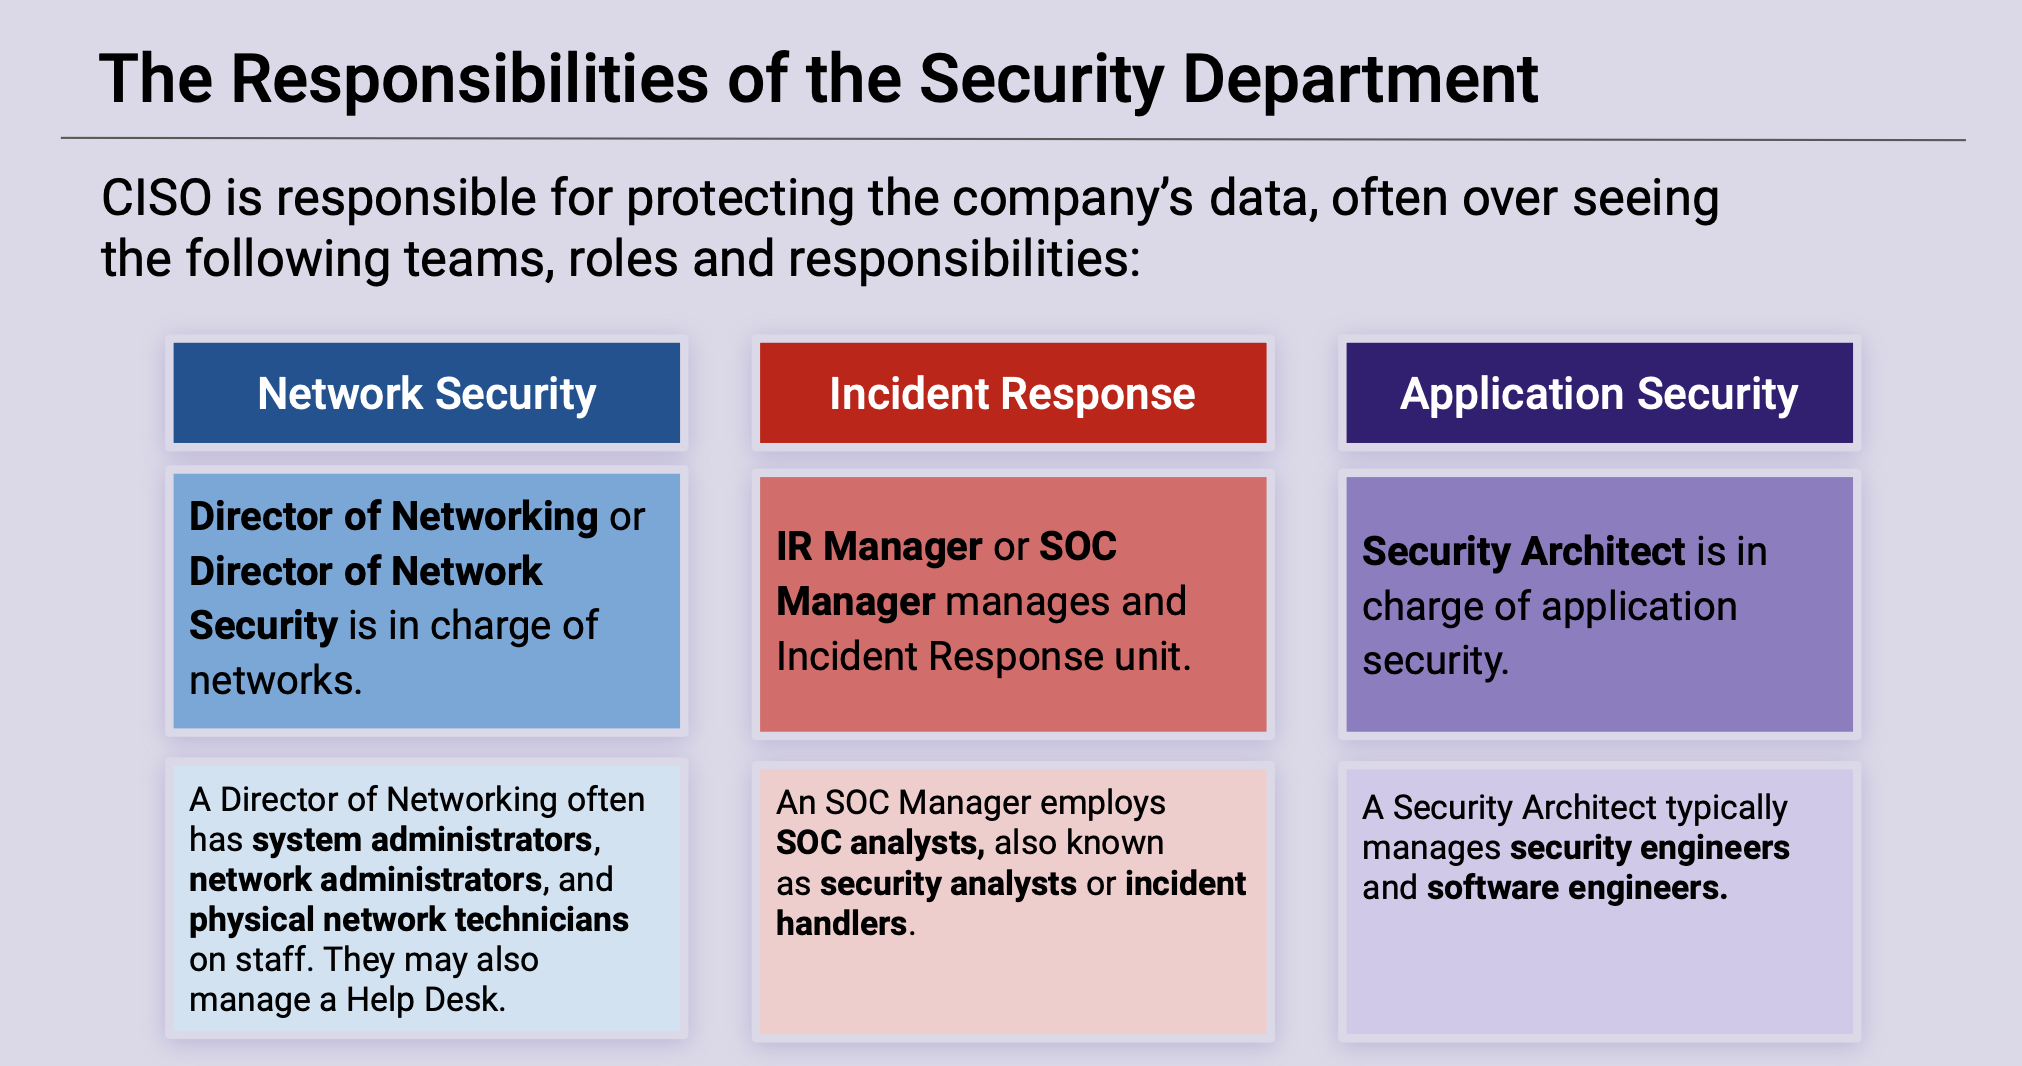 The Responsibilities of the Security Department
CISO is responsible for protecting the company’s data, often over seeing
the following teams, roles and responsibilities:
Network Security
Director of Networking or
Director of Network
Security is in charge of
networks.
A Director of Networking often
has system administrators,
network administrators, and
physical network technicians
on staff. They may also
manage a Help Desk.
Incident Response
IR Manager or SOC
Manager manages and
Incident Response unit.
An SOC Manager employs
SOC analysts, also known
as security analysts or incident
handlers.
Application Security
Security Architect is in
charge of application
security.
A Security Architect typically
manages security engineers
and software engineers.